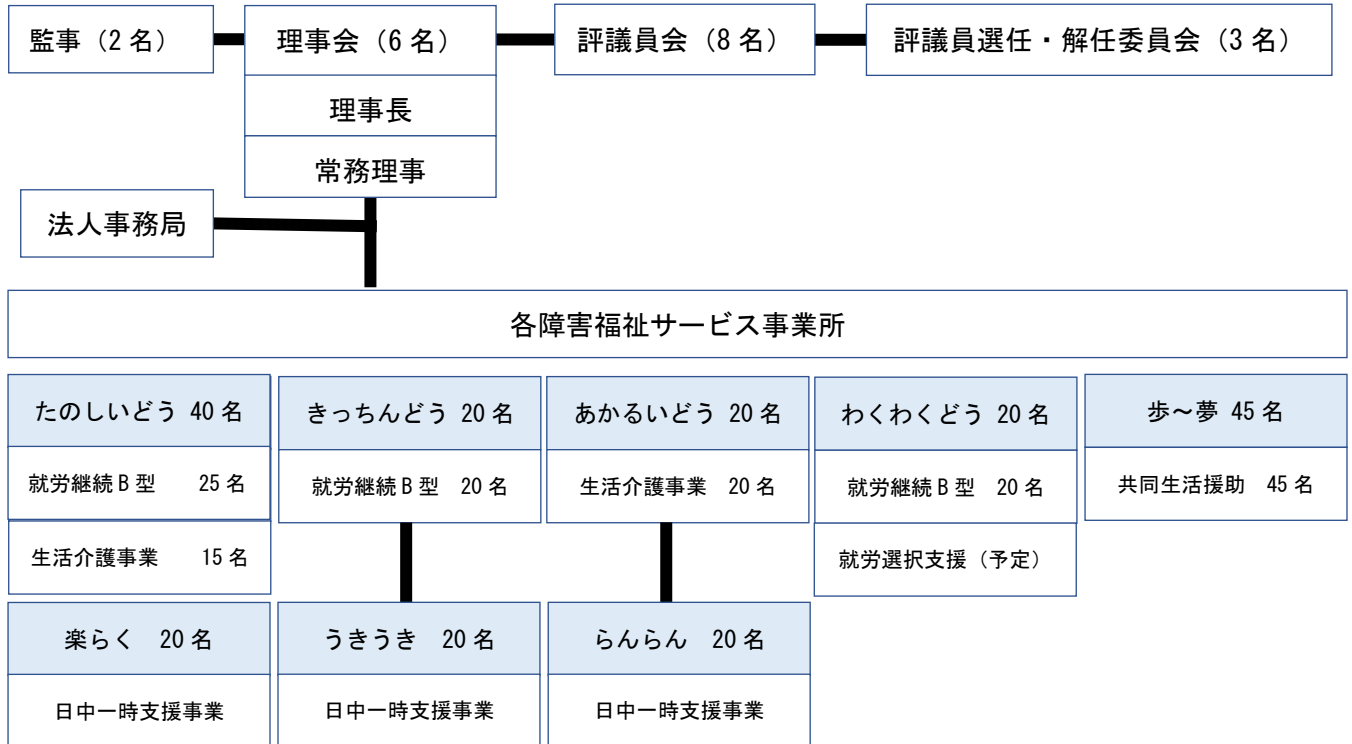 監事（2名）
理事会（6名）
評議員会（8名）
評議員選任・解任委員会（3名）
理事長
常務理事
法人事務局
各障害福祉サービス事業所
たのしいどう 40名
きっちんどう 20名
あかるいどう 20名
わくわくどう 20名
歩～夢 45名
就労継続B型　25名
就労継続B型　20名
生活介護事業　20名
就労継続B型　20名
共同生活援助　45名
生活介護事業　　15名
就労選択支援（予定）
楽らく　20名
うきうき　20名
らんらん　20名
日中一時支援事業
日中一時支援事業
日中一時支援事業